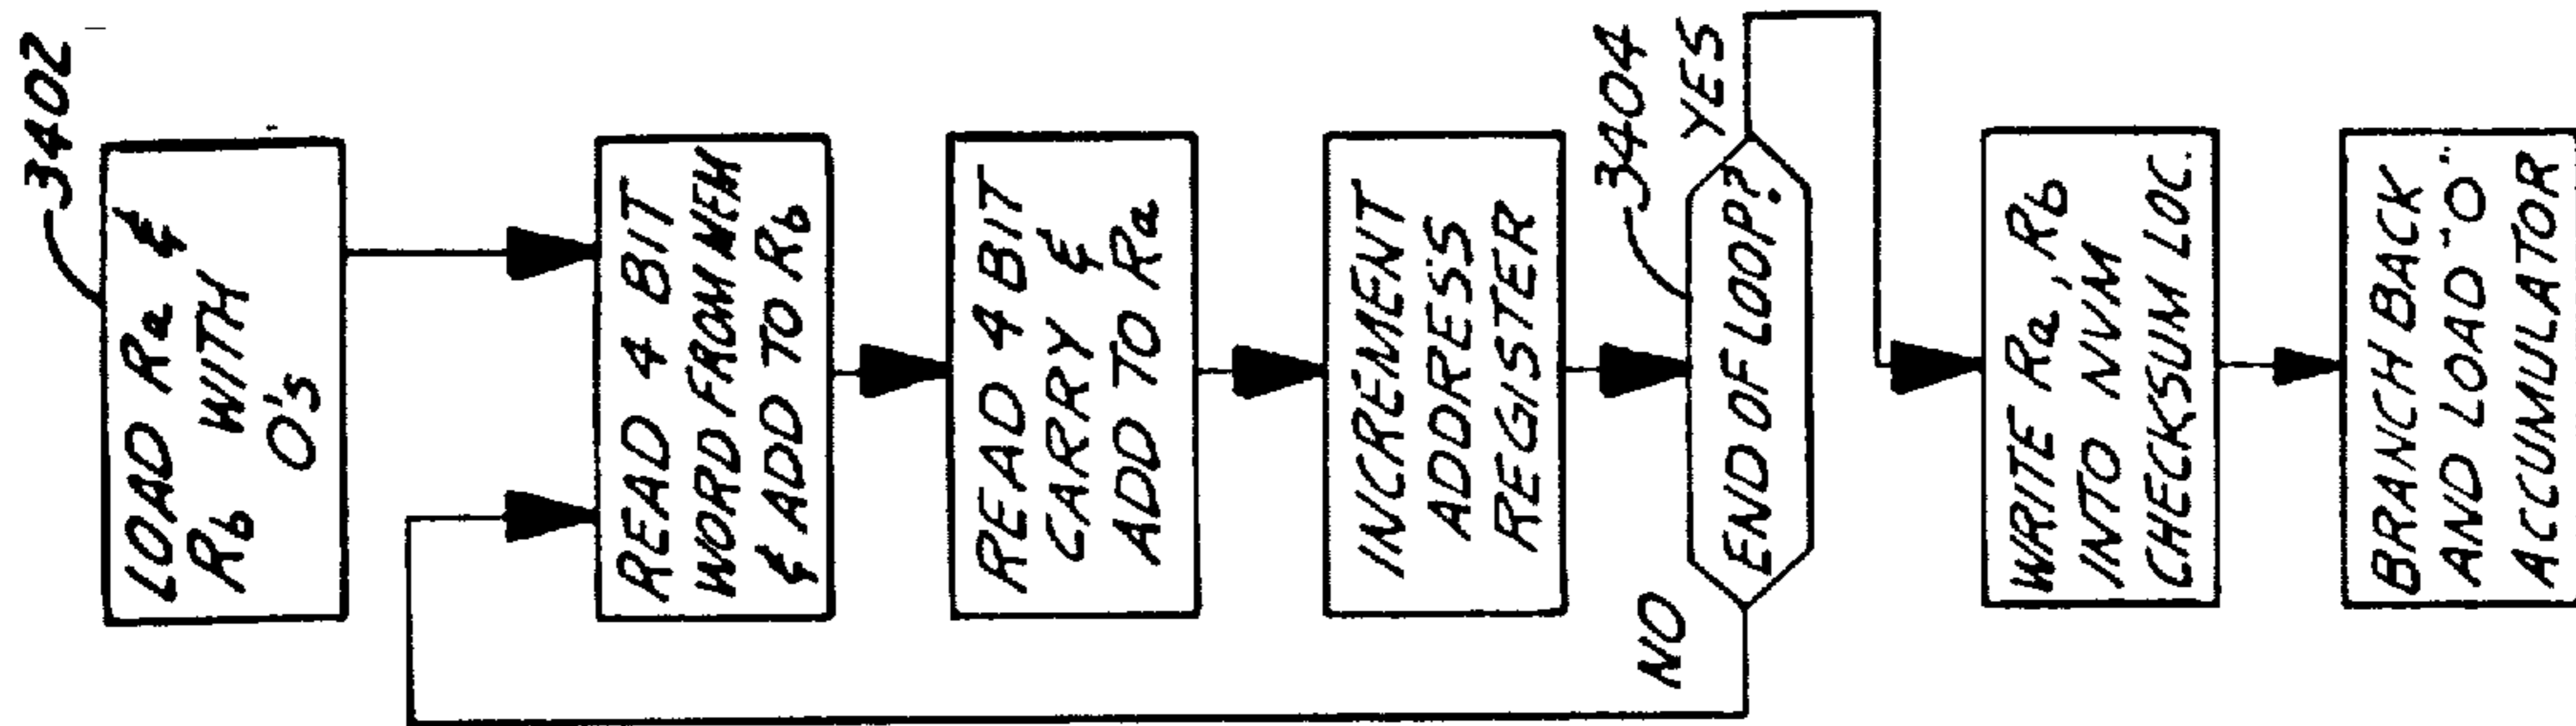 3402
LOAD Ra &
Rb WITH
O's
READ 4 BIT
WORD FROM MEM
& ADD TO Rb
READ 4 BIT
CARRY &
ADD TO Ra
INCREMENT
ADDRESS
REGISTER
3404
END OF LOOP?
YES
NO
WRITE Ra, Rb
INTO NVM
CHECKSUM LOC.
BRANCH BACK
AND LOAD "O"
ACCUMULATOR